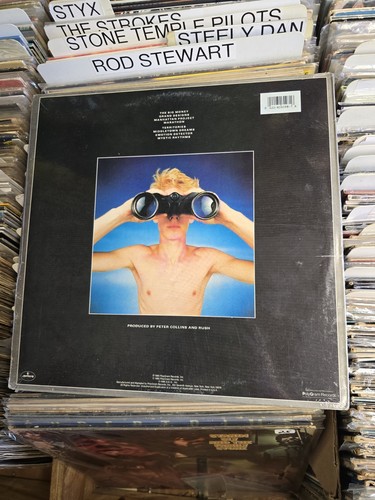 STYX
THE STROKES
STONE TEMPLE PILOTS
STEELY DAN
ROD STEWART
THE BIG MONEY
GRAND DESIGNS
MANHATTAN PROJECT
MARATHON
TERRITORIES
MIDDLETOWN DREAMS
EMOTION DETECTOR
MYSTIC RHYTHMS
PRODUCED BY PETER COLLINS AND RUSH